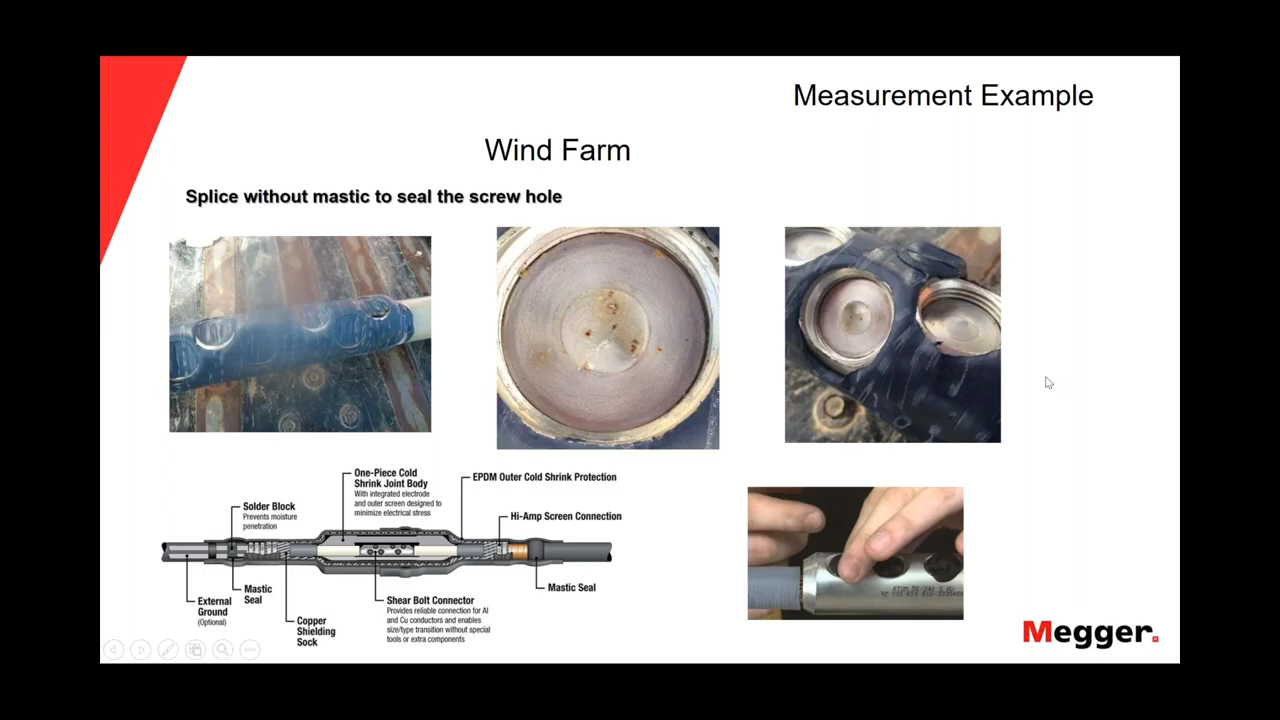 Measurement Example
Wind Farm
Splice without mastic to seal the screw hole
One-Piece Cold
Shrink Joint Body
With integrated electrode
and outer screen designed to
minimize electrical stress
EPDM Outer Cold Shrink Protection
Solder Block
Prevents moisture
penetration
Hi-Amp Screen Connection
Mastic
Seal
Mastic Seal
External
Ground
(Optional)
Shear Bolt Connector
Provides reliable connection for Al
and Cu conductors and enables
size/type transition without special
tools or extra components
Copper
Shielding
Sock
Megger.